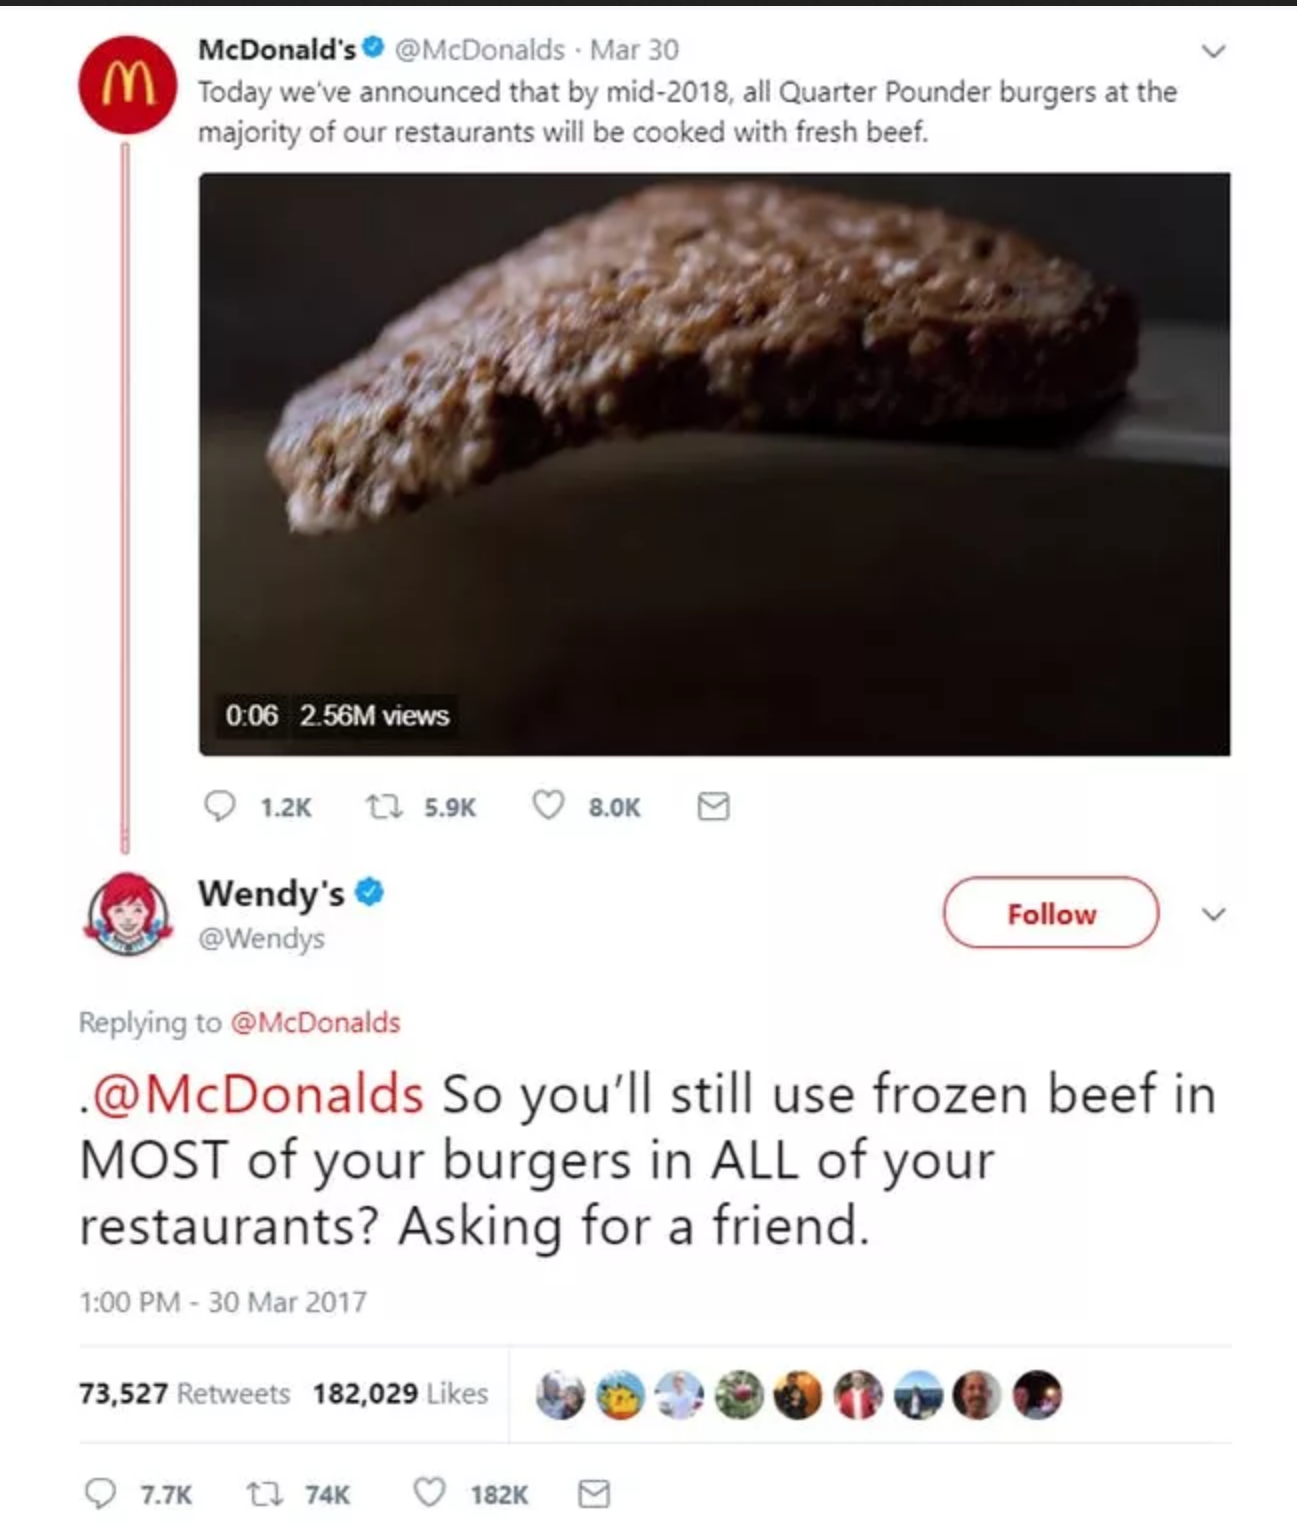 McDonald's @McDonalds · Mar 30
Today we've announced that by mid-2018, all Quarter Pounder burgers at the
majority of our restaurants will be cooked with fresh beef.
0:06 2.56M views
1.2K 5.9K 8.0K
Wendy's
@Wendys
Follow
Replying to @McDonalds
.@McDonalds So you’ll still use frozen beef in
MOST of your burgers in ALL of your
restaurants? Asking for a friend.
1:00 PM - 30 Mar 2017
73,527 Retweets 182,029 Likes
7.7K 74K 182K